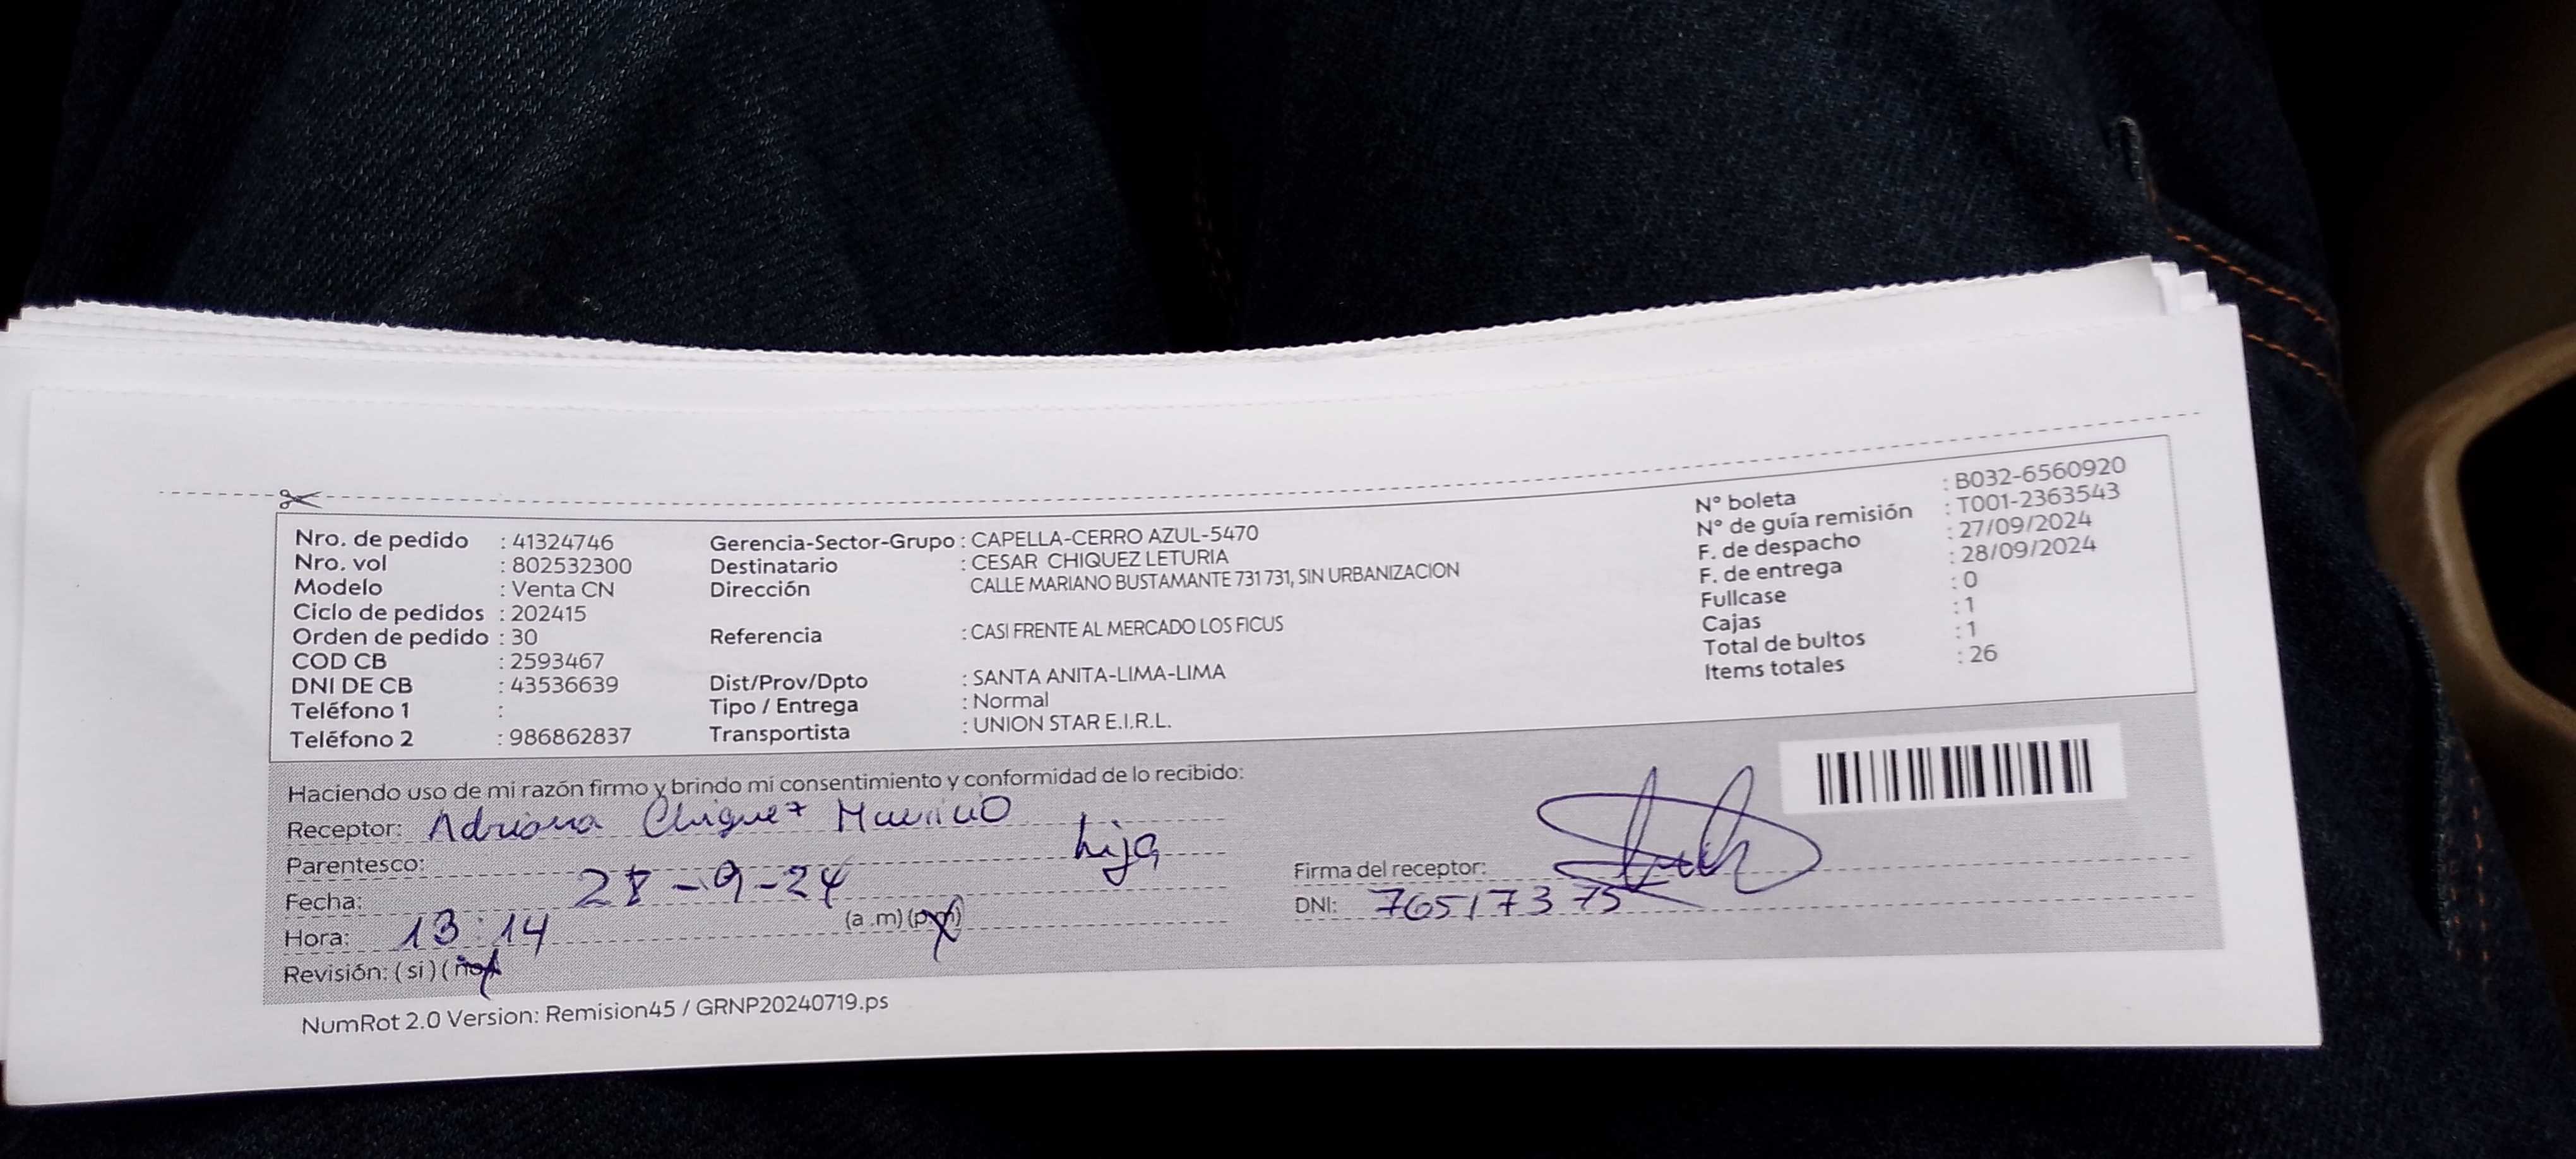 Nro. de pedido : 41324746
Nro. vol : 802532300
Modelo : Venta CN
Ciclo de pedidos : 202415
Orden de pedido : 30
COD CB : 2593467
DNI DE CB : 43536639
Teléfono 1 :
Teléfono 2 : 986862837
Gerencia-Sector-Grupo : CAPELLA-CERRO AZUL-5470
Destinatario : CESAR CHIQUEZ LETURIA
Dirección CALLE MARIANO BUSTAMANTE 731 731, SIN URBANIZACION
Referencia : CASI FRENTE AL MERCADO LOS FICUS
Dist/Prov/Dpto : SANTA ANITA-LIMA-LIMA
Tipo / Entrega : Normal
Transportista : UNION STAR E.I.R.L.
N° boleta : B032-6560920
N° de guía remisión : T001-2363543
F. de despacho : 27/09/2024
F. de entrega : 28/09/2024
Fullcase : 0
Cajas : 1
Total de bultos : 1
Items totales : 26
Haciendo uso de mi razón firmo y brindo mi consentimiento y conformidad de lo recibido:
Receptor: Adriana Chiquez
Parentesco: hija
Fecha: 28-9-24
Hora: 13:14 (a .m) (p.m)
Revisión: (si) (no)
Firma del receptor:
DNI: 76517375
NumRot 2.0 Version: Remision45 / GRNP20240719.ps